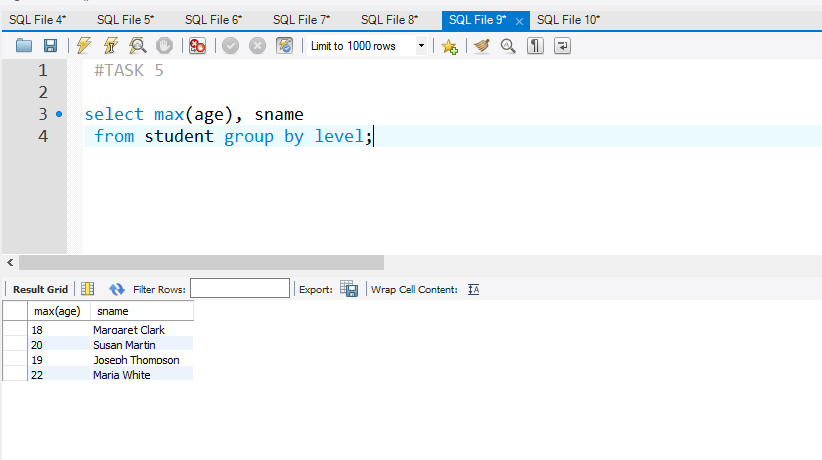 SQL File 4* SQL File 5* SQL File 6* SQL File 7* SQL File 8* SQL File 9* × SQL File 10*
Limit to 1000 rows
1 #TASK 5
2
3 select max(age), sname
4 from student group by level;
Result Grid Filter Rows: Export: Wrap Cell Content:
max(age) sname
18 Margaret Clark
20 Susan Martin
19 Joseph Thompson
22 Maria White